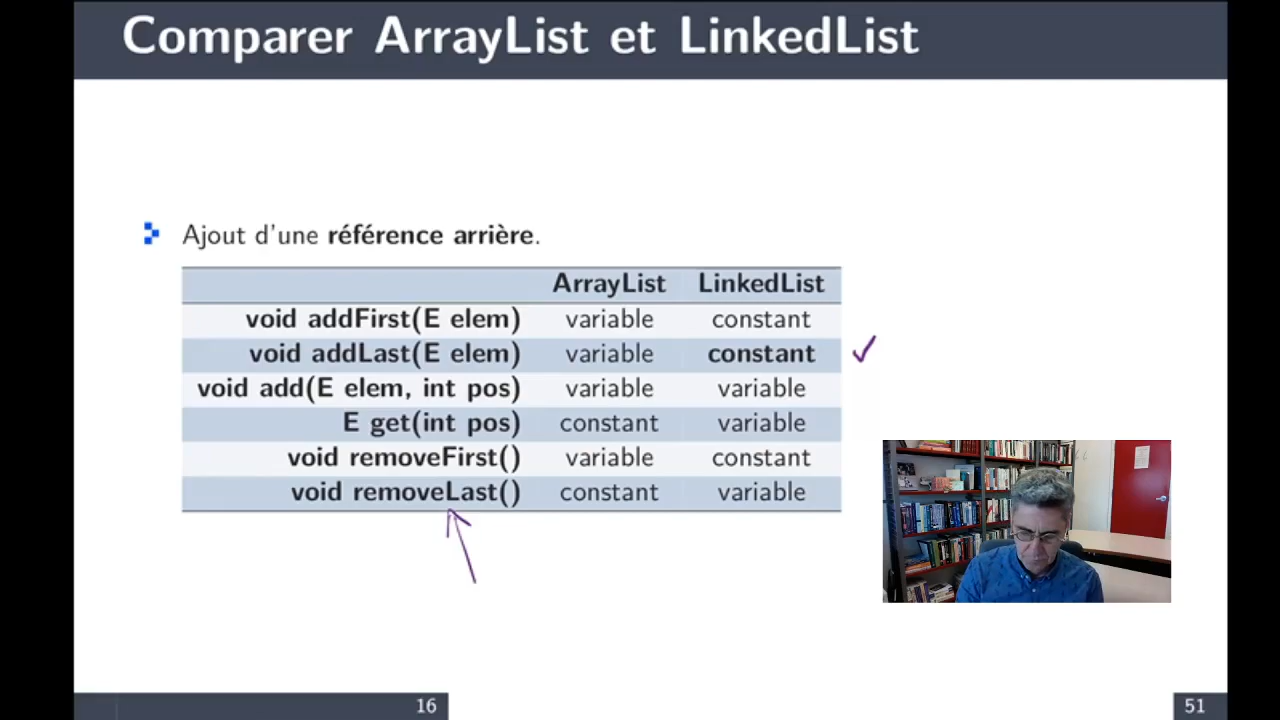 Comparer ArrayList et LinkedList
Ajout d'une référence arrière.
ArrayList LinkedList
void addFirst(E elem) variable constant
void addLast(E elem) variable constant
void add(E elem, int pos) variable variable
E get(int pos) constant variable
void removeFirst() variable constant
void removeLast() constant variable
16 51